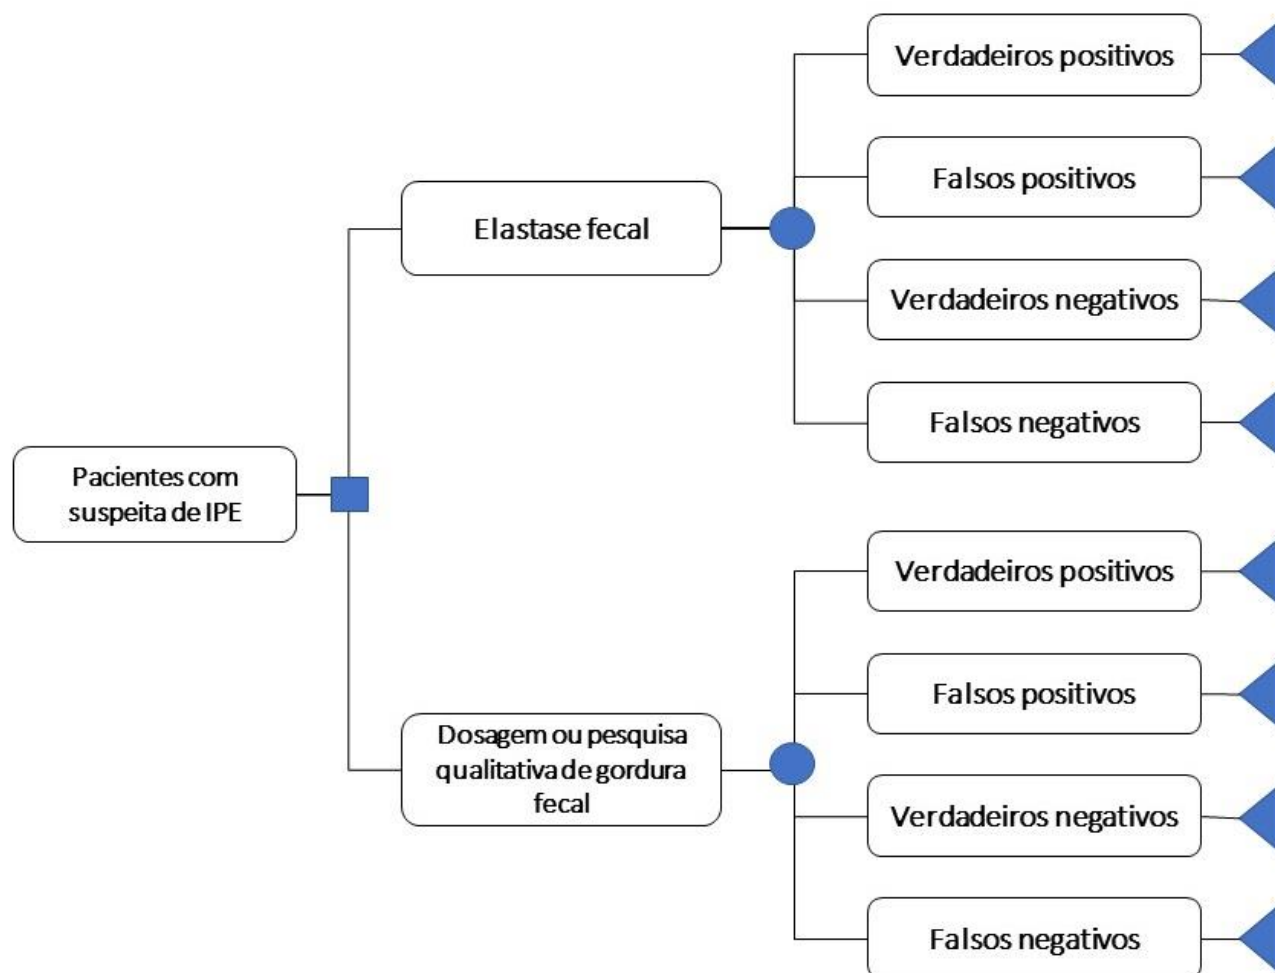 Verdadeiros positivos
Falsos positivos
Elastase fecal
Verdadeiros negativos
Falsos negativos
Pacientes com
suspeita de IPE
Verdadeiros positivos
Falsos positivos
Dosagem ou pesquisa
qualitativa de gordura
fecal
Verdadeiros negativos
Falsos negativos